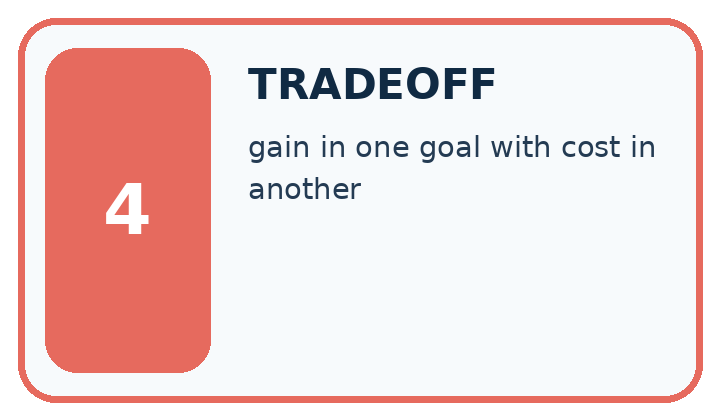 4
TRADEOFF
gain in one goal with cost in
another